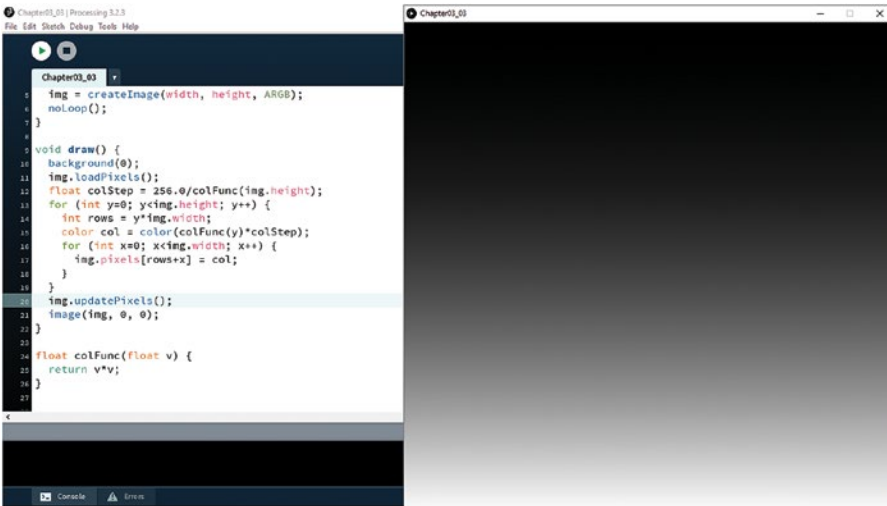 Chapter03_03 | Processing 3.2.3
File Edit Sketch Debug Tools Help
Chapter03_03 ▼
5 img = createImage(width, height, ARGB);
6 noLoop();
7 }
8
9 void draw() {
10 background(0);
11 img.loadPixels();
12 float colStep = 256.0/colFunc(img.height);
13 for (int y=0; y<img.height; y++) {
14 int rows = y*img.width;
15 color col = color(colFunc(y)*colStep);
16 for (int x=0; x<img.width; x++) {
17 img.pixels[rows+x] = col;
18 }
19 }
20 img.updatePixels();
21 image(img, 0, 0);
22 }
23
24 float colFunc(float v) {
25 return v*v;
26 }
27
Console Errors
Chapter03_03